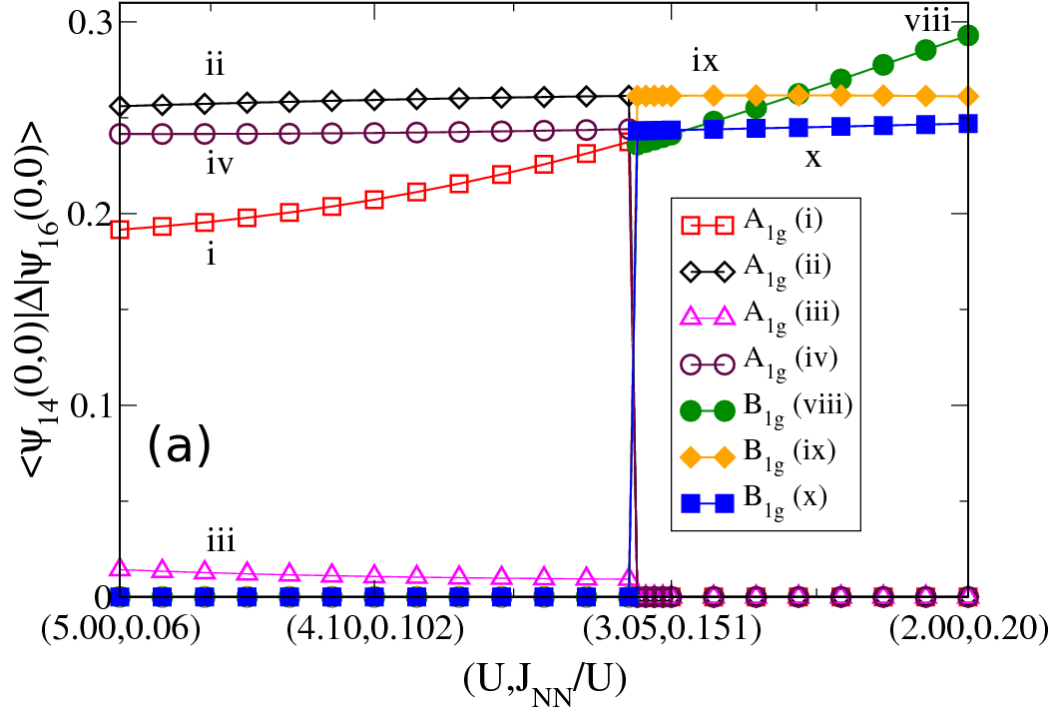 <ψ14(0,0)|Δ|ψ16(0,0)>
0.3
0.2
0.1
0
viii
ii
ix
iv
x
i
A1g (i)
A1g (ii)
A1g (iii)
A1g (iv)
B1g (viii)
B1g (ix)
B1g (x)
(a)
iii
(5.00,0.06)
(4.10,0.102)
(3.05,0.151)
(2.00,0.20)
(U,JNN/U)